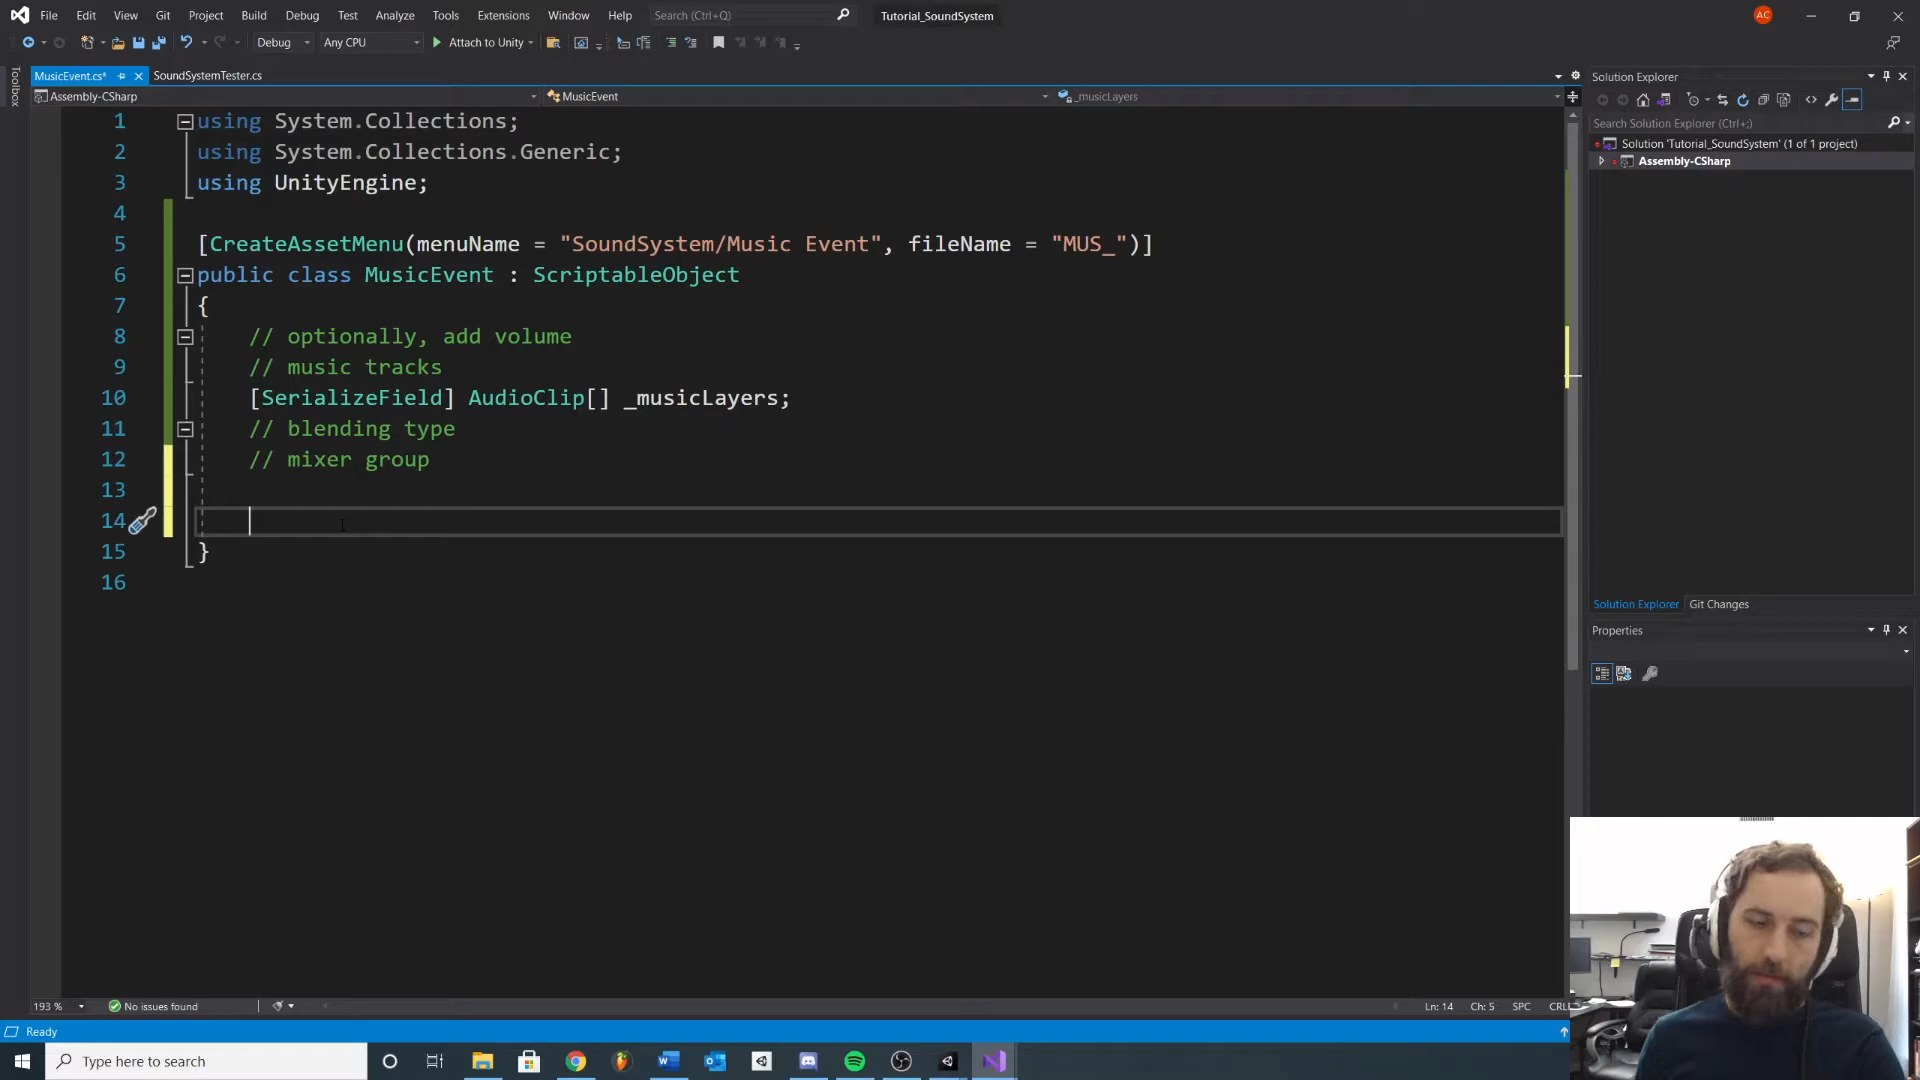 File Edit View Git Project Build Debug Test Analyze Tools Extensions Window Help Search (Ctrl+Q) Tutorial_SoundSystem AC
Debug Any CPU Attach to Unity
Toolbox
MusicEvent.cs* SoundSystemTester.cs
Assembly-CSharp MusicEvent _musicLayers
1 using System.Collections;
2 using System.Collections.Generic;
3 using UnityEngine;
4
5 [CreateAssetMenu(menuName = "SoundSystem/Music Event", fileName = "MUS_")]
6 public class MusicEvent : ScriptableObject
7 {
8 // optionally, add volume
9 // music tracks
10 [SerializeField] AudioClip[] _musicLayers;
11 // blending type
12 // mixer group
13
14
15 }
16
193 % No issues found Ln: 14 Ch: 5 SPC CRL
Solution Explorer
Search Solution Explorer (Ctrl+;)
Solution 'Tutorial_SoundSystem' (1 of 1 project)
Assembly-CSharp
Solution Explorer Git Changes
Properties
Ready
Type here to search